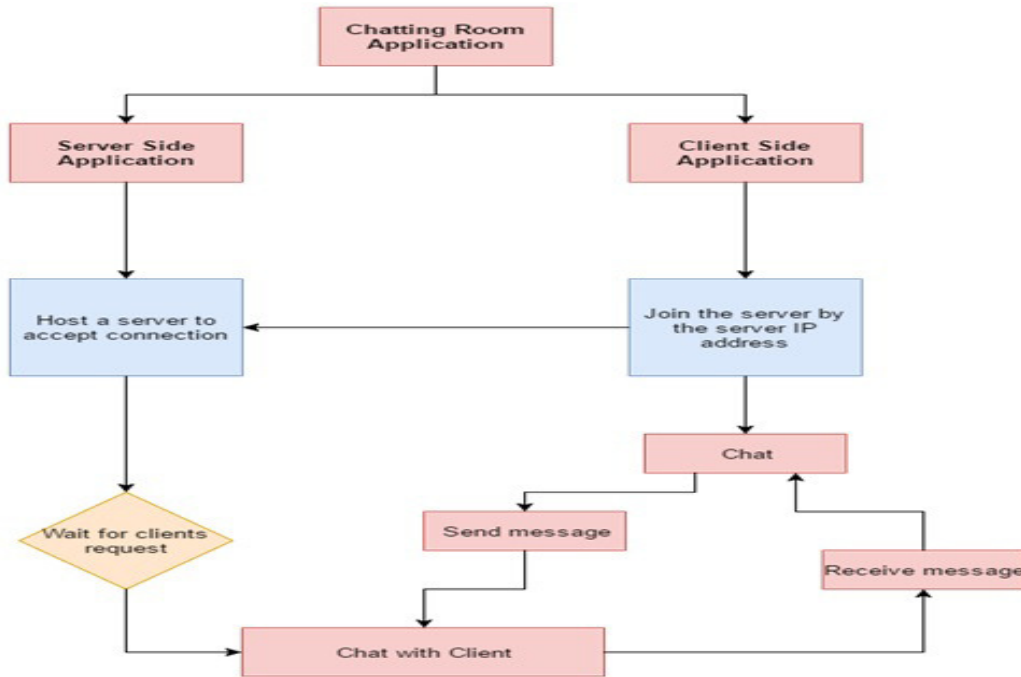 Chatting Room
Application
Server Side
Application
Client Side
Application
Host a server to
accept connection
Join the server by
the server IP
address
Chat
Send message
Wait for clients
request
Receive message
Chat with Client